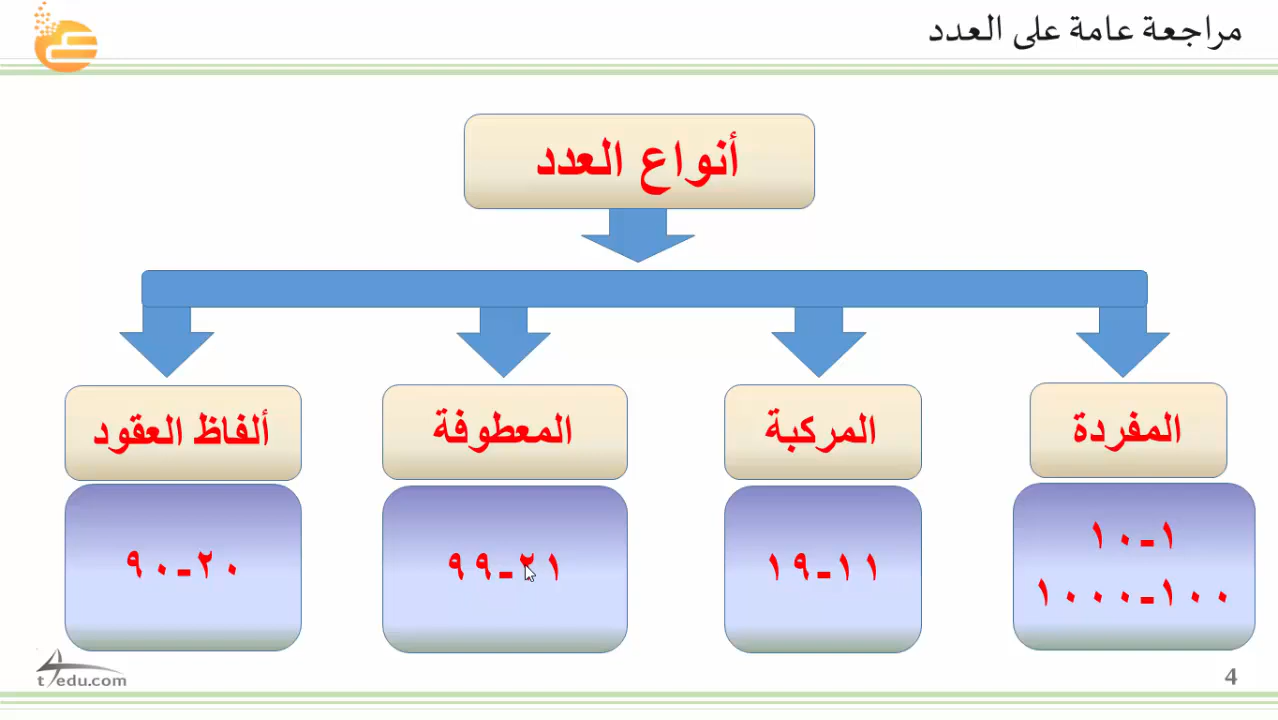 مراجعة عامة على العدد
أنواع العدد
المفردة
المركبة
المعطوفة
ألفاظ العقود
١-١٠
١٠٠-١٠٠٠
١١-١٩
٢١-٩٩
٢٠-٩٠
t4edu.com
4